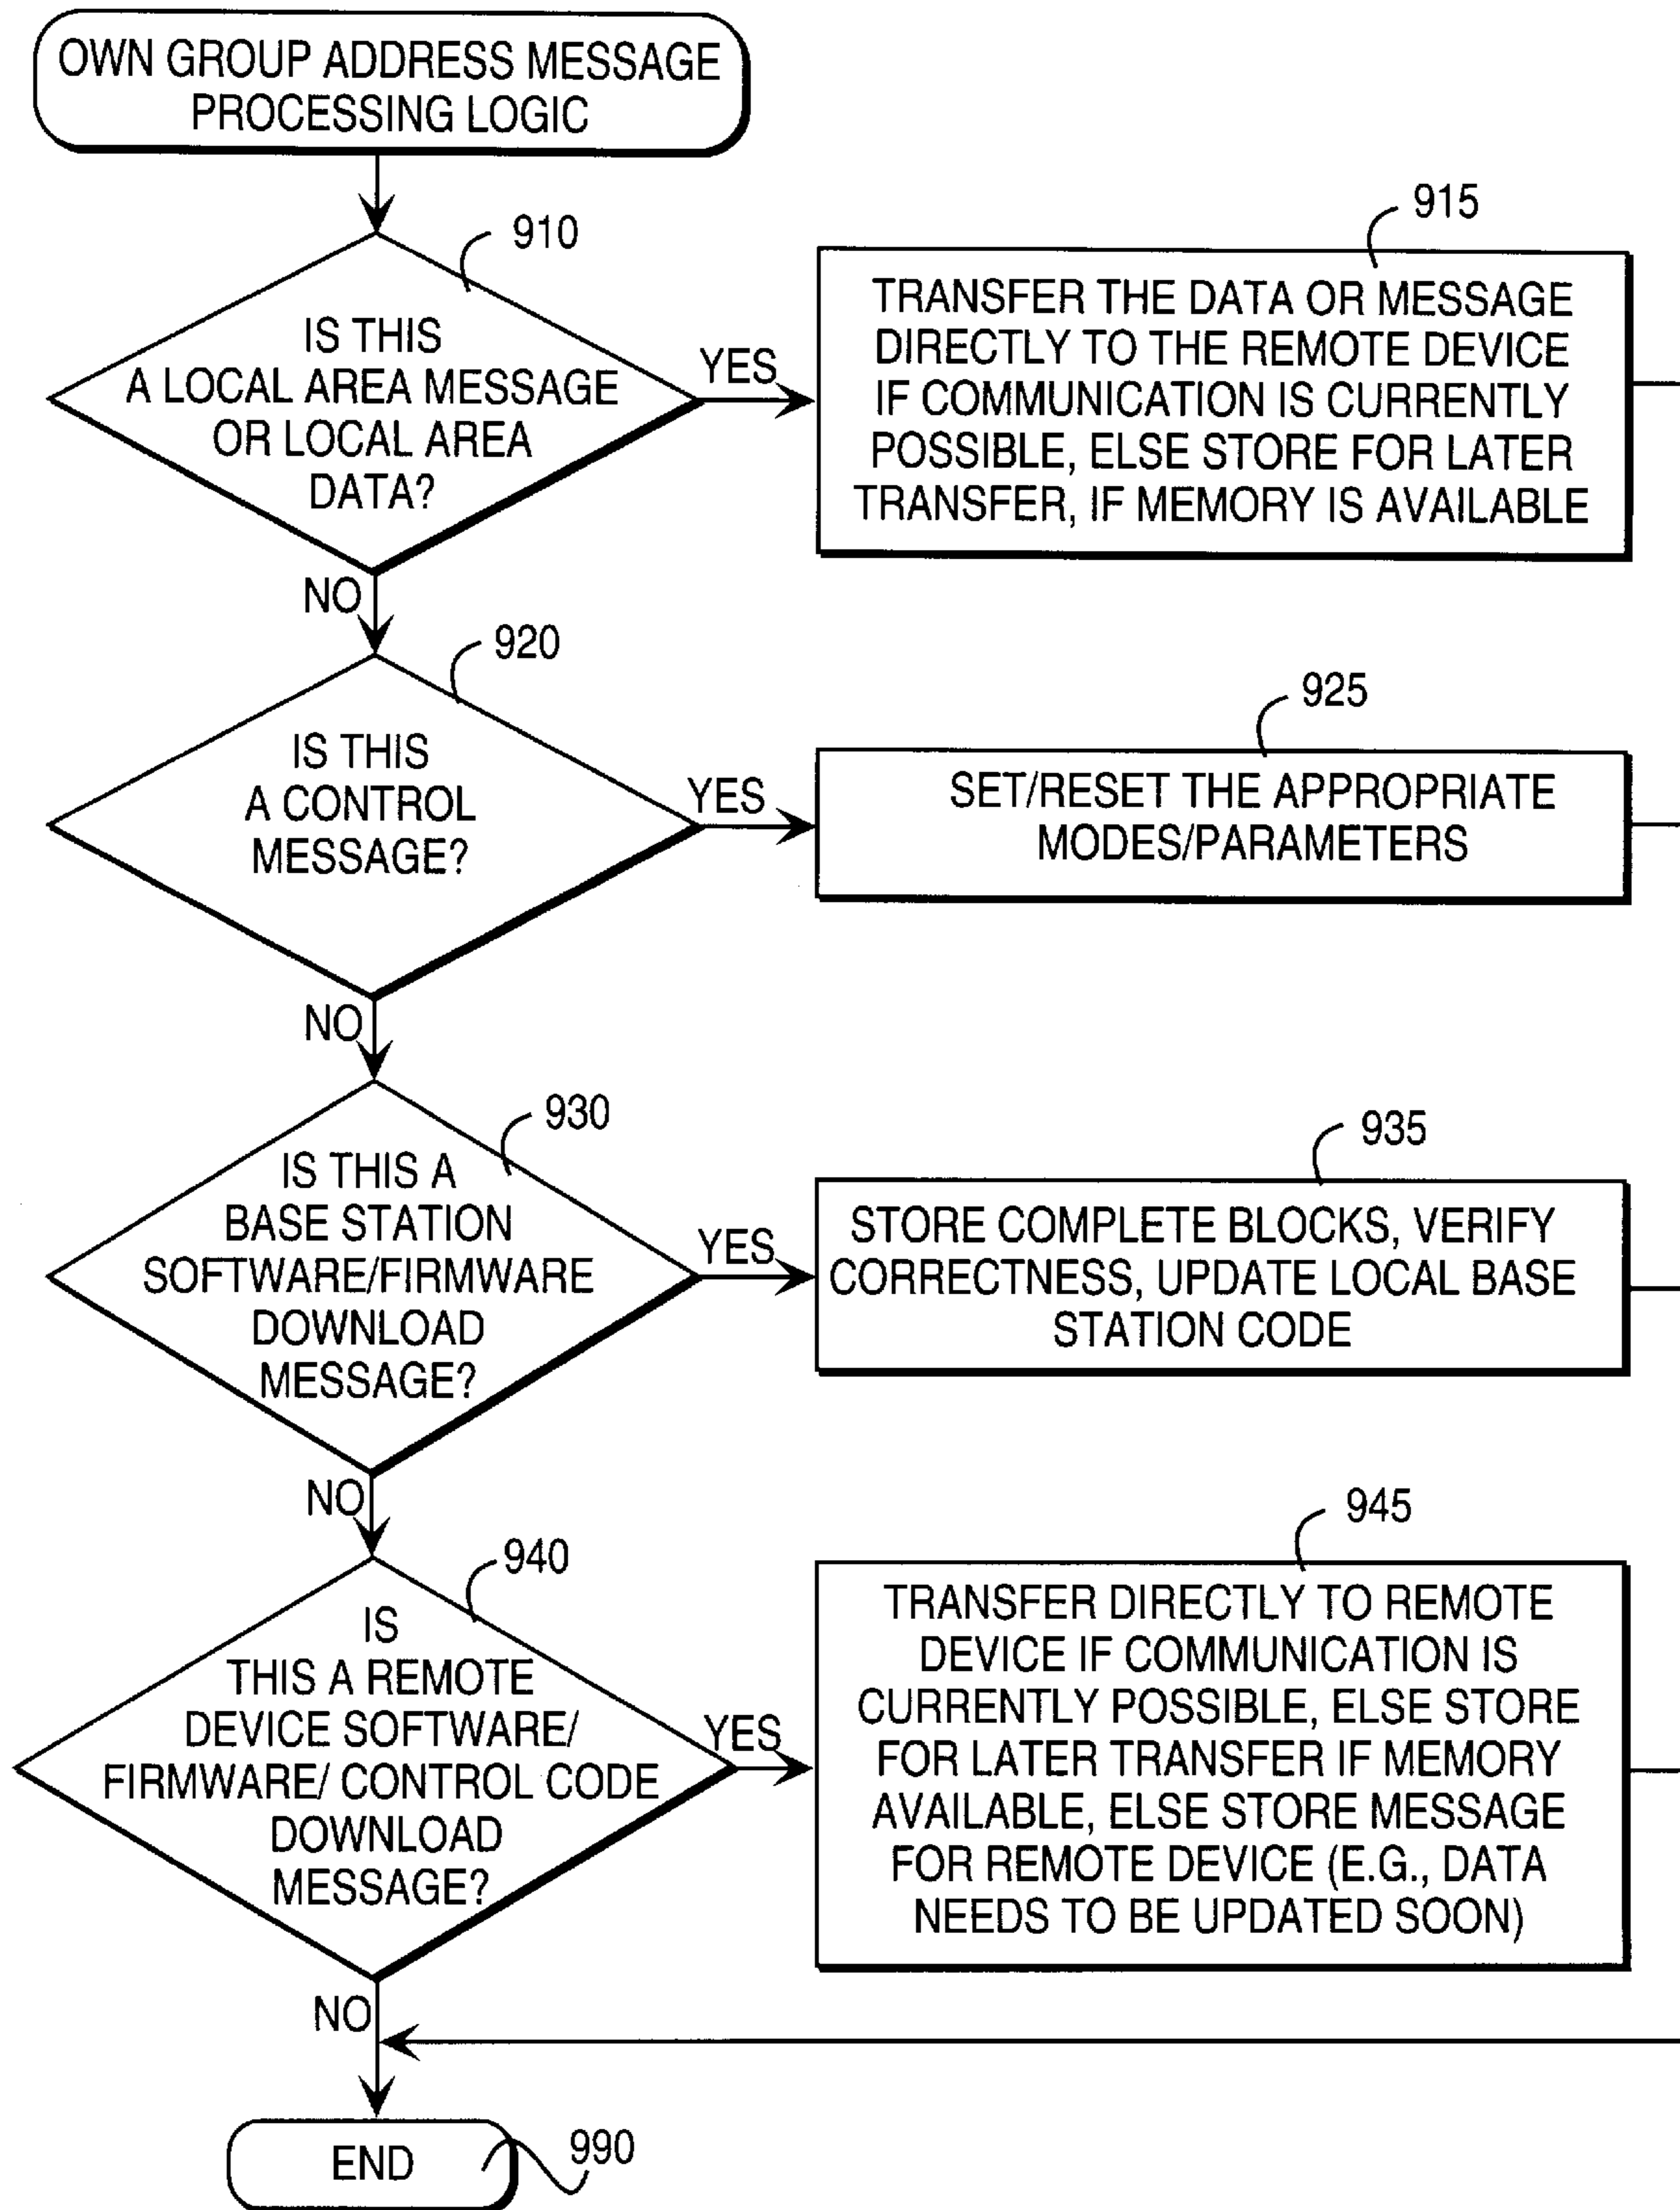 OWN GROUP ADDRESS MESSAGE
PROCESSING LOGIC
910
IS THIS
A LOCAL AREA MESSAGE
OR LOCAL AREA
DATA?
YES
915
TRANSFER THE DATA OR MESSAGE
DIRECTLY TO THE REMOTE DEVICE
IF COMMUNICATION IS CURRENTLY
POSSIBLE, ELSE STORE FOR LATER
TRANSFER, IF MEMORY IS AVAILABLE
NO
920
IS THIS
A CONTROL
MESSAGE?
YES
925
SET/RESET THE APPROPRIATE
MODES/PARAMETERS
NO
930
IS THIS A
BASE STATION
SOFTWARE/FIRMWARE
DOWNLOAD
MESSAGE?
YES
935
STORE COMPLETE BLOCKS, VERIFY
CORRECTNESS, UPDATE LOCAL BASE
STATION CODE
NO
940
IS
THIS A REMOTE
DEVICE SOFTWARE/
FIRMWARE/ CONTROL CODE
DOWNLOAD
MESSAGE?
YES
945
TRANSFER DIRECTLY TO REMOTE
DEVICE IF COMMUNICATION IS
CURRENTLY POSSIBLE, ELSE STORE
FOR LATER TRANSFER IF MEMORY
AVAILABLE, ELSE STORE MESSAGE
FOR REMOTE DEVICE (E.G., DATA
NEEDS TO BE UPDATED SOON)
NO
END
990